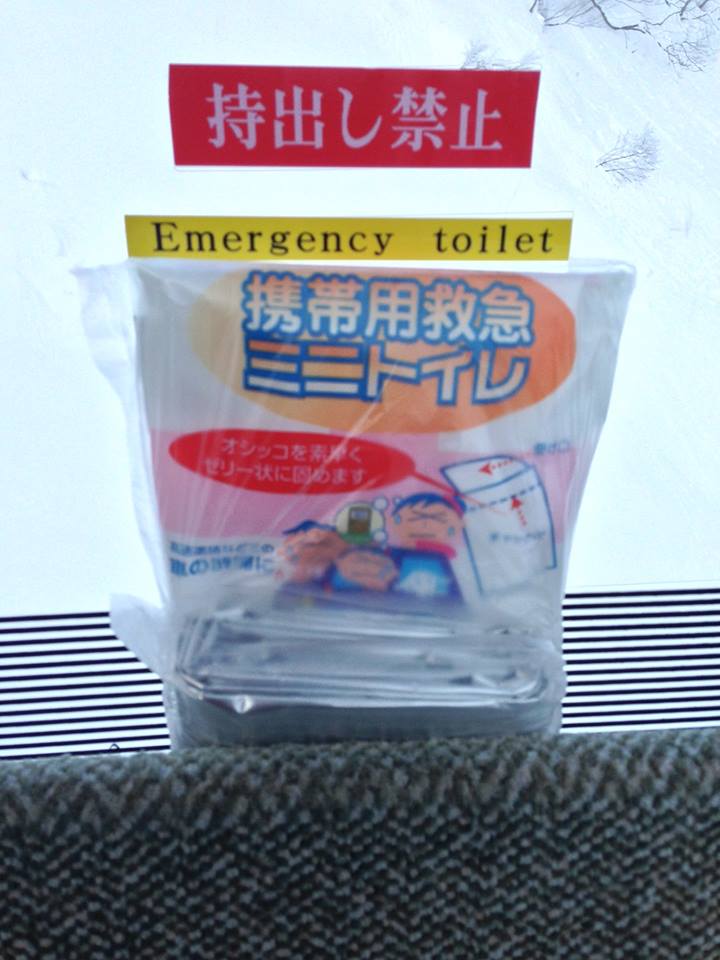 持出し禁止
Emergency toilet
携帯用救急
ミニトイレ
オシッコを素早く
ゼリー状に固めます